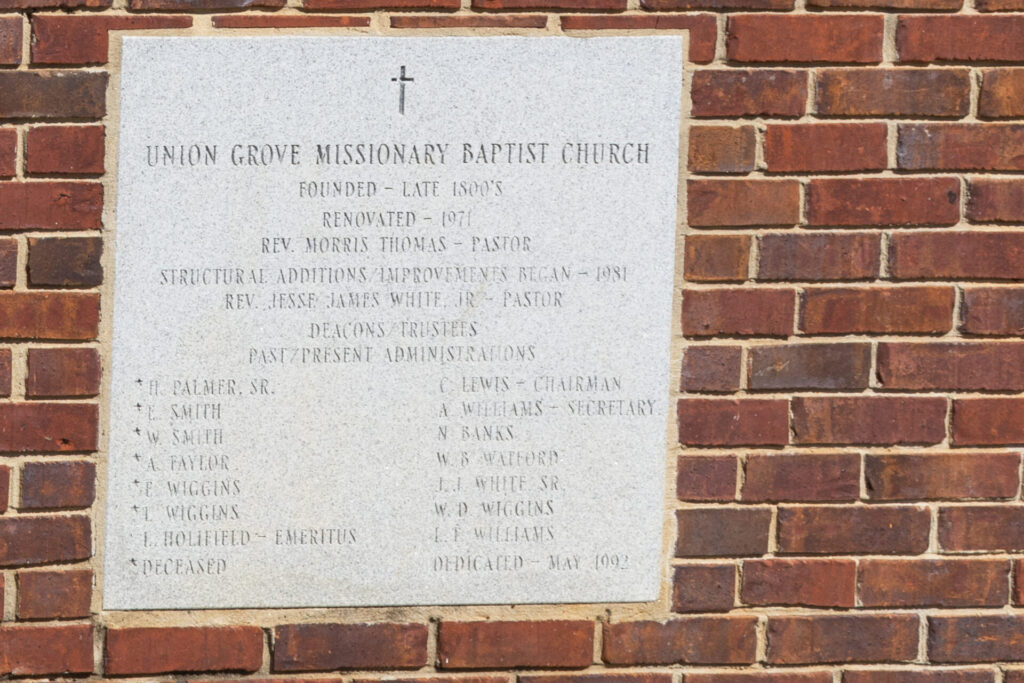 UNION GROVE MISSIONARY BAPTIST CHURCH
FOUNDED - LATE 1800'S
RENOVATED - 1971
REV. MORRIS THOMAS - PASTOR
STRUCTURAL ADDITIONS/IMPROVEMENTS BEGAN - 1981
REV. JESSE JAMES WHITE, JR. - PASTOR
DEACONS/TRUSTEES
PAST/PRESENT ADMINISTRATIONS
*H. PALMER, SR.
*E. SMITH
*W. SMITH
*A. TAYLOR
*E. WIGGINS
*L. WIGGINS
L. HOLIFIELD - EMERITUS
*DECEASED
C. LEWIS - CHAIRMAN
A. WILLIAMS - SECRETARY
N. BANKS
W. B. WATFORD
J. J. WHITE, SR.
W. D. WIGGINS
L. F. WILLIAMS
DEDICATED - MAY 1992